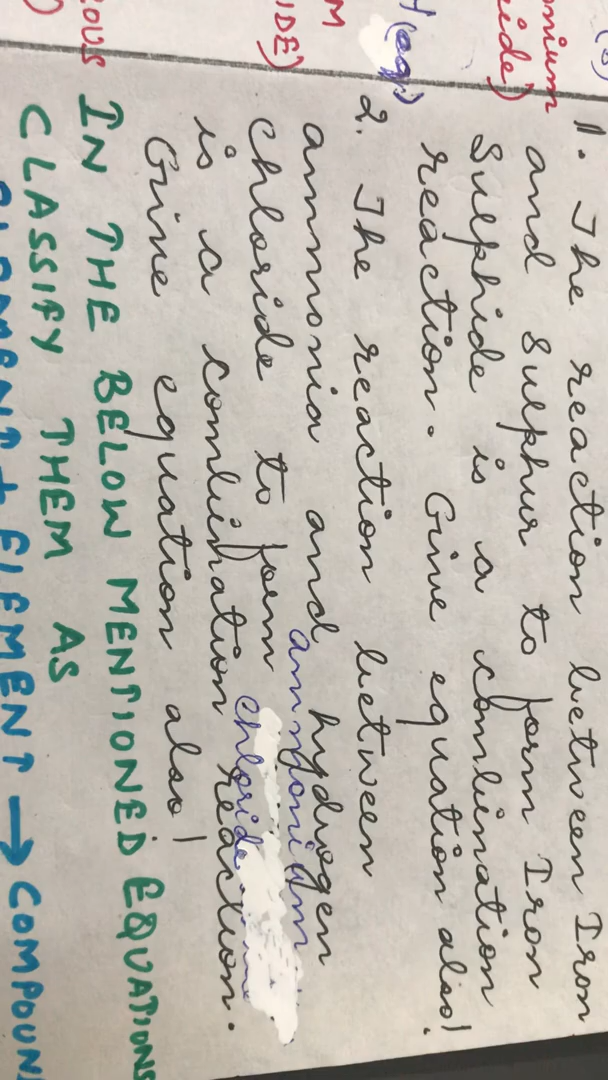 1. The reaction between Iron
and Sulphur to form Iron
Sulphide is a combination
reaction. Give equation also!
2. The reaction between
ammonia and hydrogen
chloride to form ammonium chloride
is a combination reaction.
Give equation also!
IN THE BELOW MENTIONED EQUATIONS
CLASSIFY THEM AS
ELEMENT + ELEMENT → COMPOUN